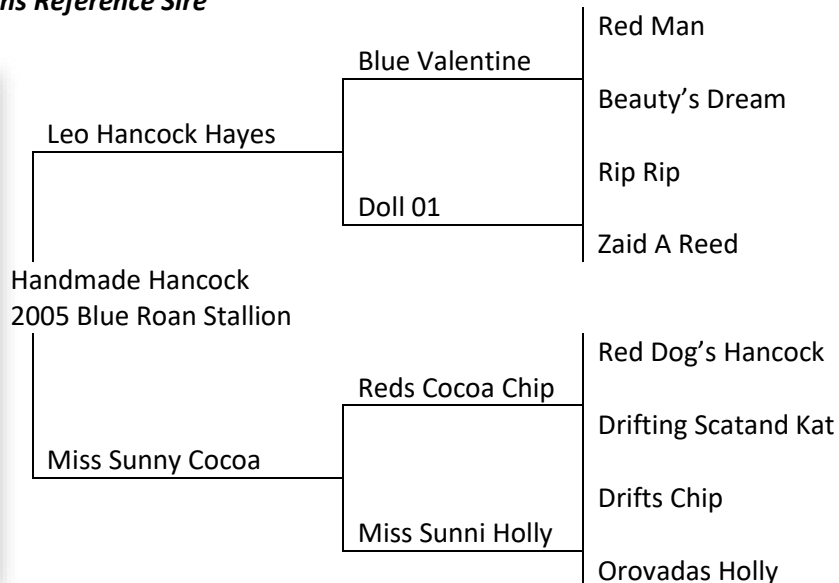 Reference Sire
Red Man
Blue Valentine
Beauty’s Dream
Leo Hancock Hayes
Rip Rip
Doll 01
Zaid A Reed
Handmade Hancock
2005 Blue Roan Stallion
Red Dog’s Hancock
Reds Cocoa Chip
Drifting Scatand Kat
Miss Sunny Cocoa
Drifts Chip
Miss Sunni Holly
Orovadas Holly